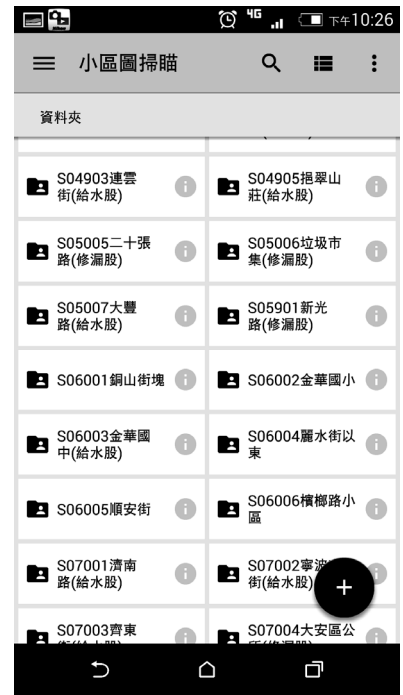 4G 下午10:26
小區圖掃瞄
資料夾
S04903連雲
街(給水股)
S04905挹翠山
莊(給水股)
S05005二十張
路(修漏股)
S05006垃圾市
集(修漏股)
S05007大豐
路(給水股)
S05901新光
路(修漏股)
S06001銅山街塊
S06002金華國小
S06003金華國
中(給水股)
S06004麗水街以
東
S06005順安街
S06006檳榔路小
區
S07001濟南
路(給水股)
S07002寧波
街(給水股)
S07003齊東
S07004大安區公